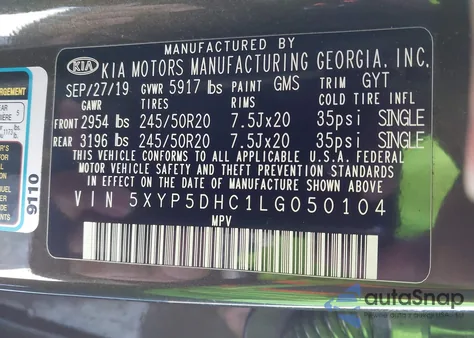 MANUFACTURED BY
KIA KIA MOTORS MANUFACTURING GEORGIA, INC.
SEP/27/19 GVWR 5917 lbs PAINT GMS TRIM GYT
GAWR TIRES RIMS COLD TIRE INFL
FRONT 2954 lbs 245/50R20 7.5Jx20 35psi SINGLE
REAR 3196 lbs 245/50R20 7.5Jx20 35psi SINGLE
THIS VEHICLE CONFORMS TO ALL APPLICABLE U.S.A. FEDERAL
MOTOR VEHICLE SAFETY AND THEFT PREVENTION STANDARDS
IN EFFECT ON THE DATE OF MANUFACTURE SHOWN ABOVE.
VIN 5XYP5DHC1LG050104
MPV
9110
autoSnap